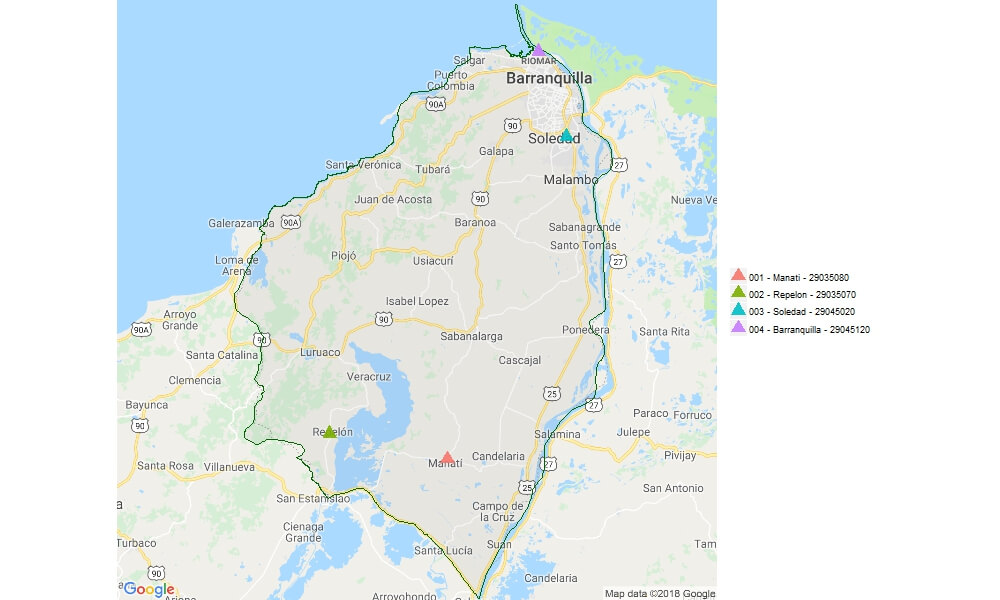 Salgar
RIOMAR
Puerto
Colombia
Barranquilla
90A
90
Soledad
Galapa
27
Santa Verónica
Tubará
Malambo
Juan de Acosta
90
Nueva Ve
Galerazamba
90A
Baranoa
Sabanagrande
Santo Tomás
Loma de
Arena
Piojó
Usiacurí
27
Isabel Lopez
Arroyo
Grande
90A
90
90
Ponedera
Santa Rita
Sabanalarga
Santa Catalina
Luruaco
Cascajal
Clemencia
Veracruz
25
Bayunca
27
Paraco
Forruco
90
Repelón
Salamina
Julepe
Santa Rosa
Villanueva
Manatí
Candelaria
27
Pivijay
San Estanislao
25
San Antonio
Campo de
la Cruz
Cienaga
Grande
Turbaco
Santa Lucía
Suan
Tam
90
Candelaria
Arroyohondo
Google
Map data ©2018 Google
001 - Manati - 29035080
002 - Repelon - 29035070
003 - Soledad - 29045020
004 - Barranquilla - 29045120